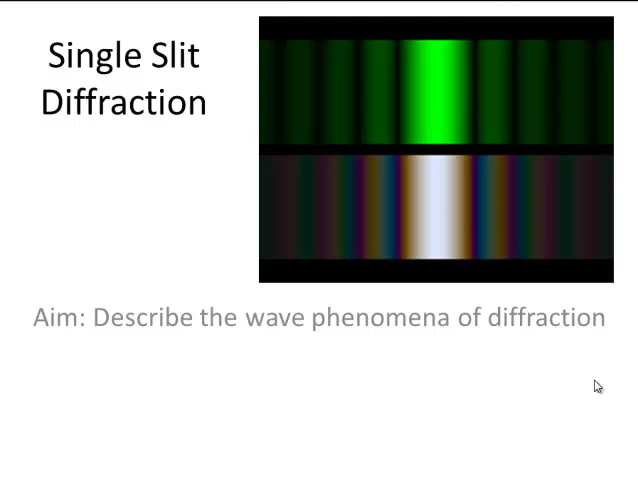 Single Slit
Diffraction
Aim: Describe the wave phenomena of diffraction